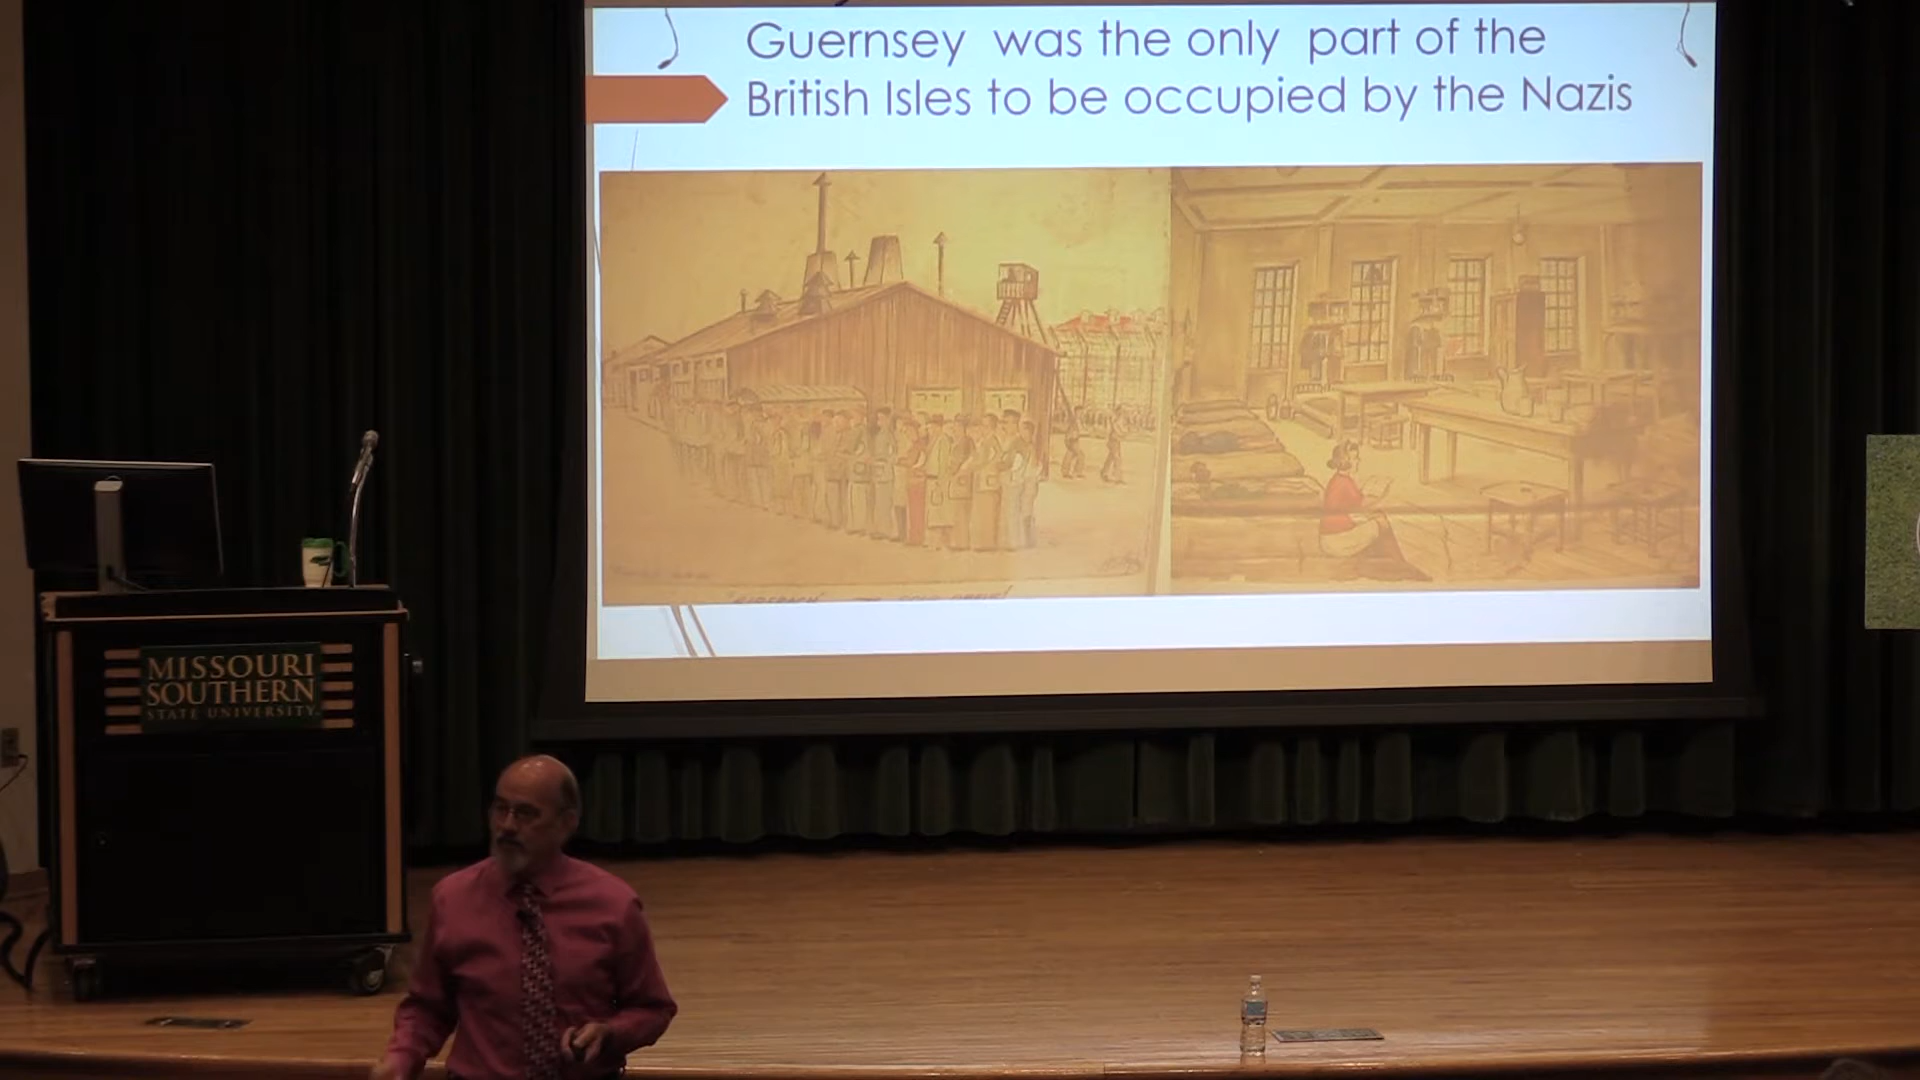 Guernsey was the only part of the
British Isles to be occupied by the Nazis
MISSOURI
SOUTHERN
STATE UNIVERSITY